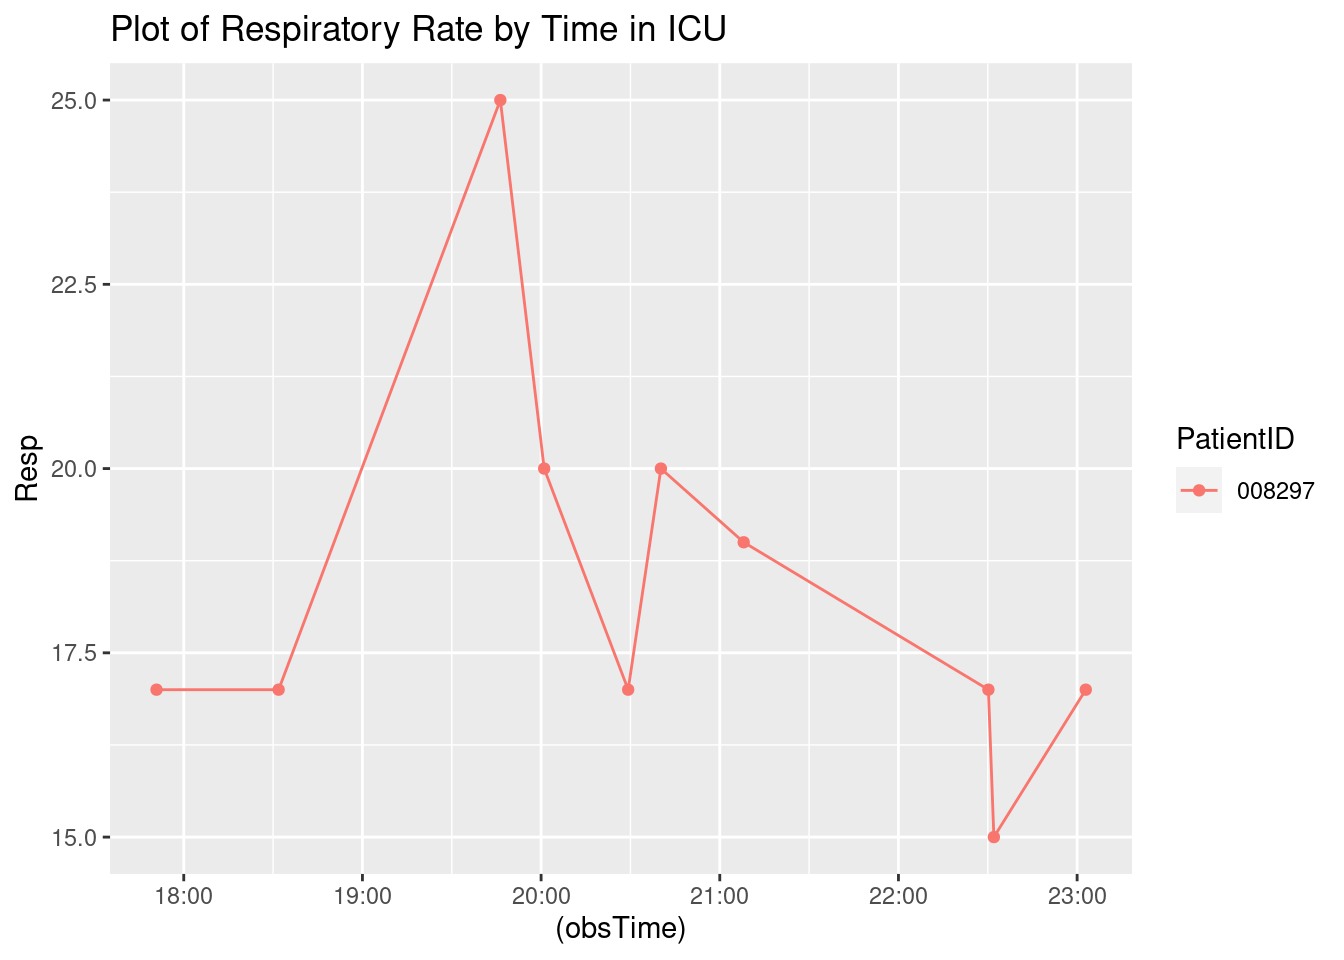 Plot of Respiratory Rate by Time in ICU
25.0
22.5
20.0
17.5
15.0
Resp
18:00 19:00 20:00 21:00 22:00 23:00
(obsTime)
PatientID
008297